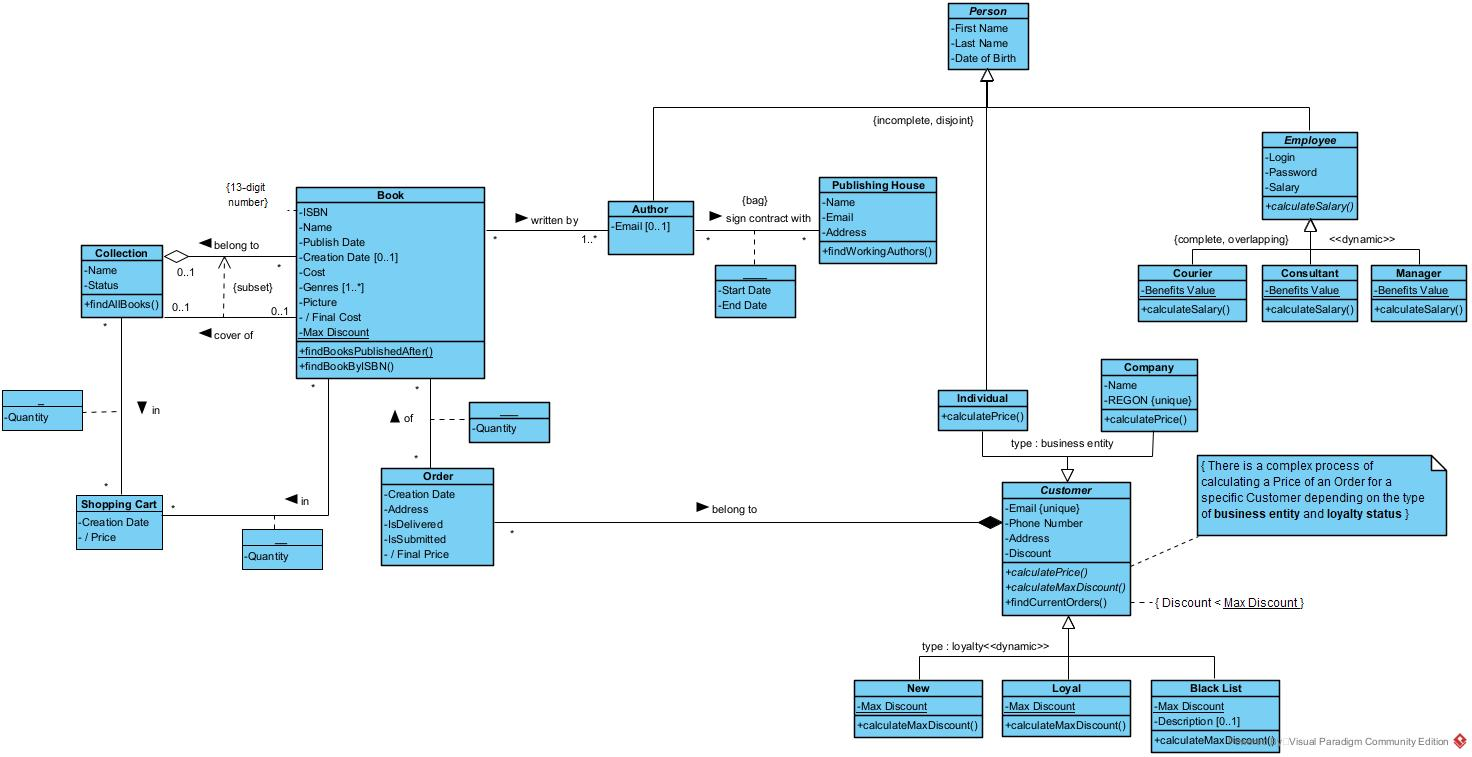 Person
-First Name
-Last Name
-Date of Birth
{incomplete, disjoint}
Employee
-Login
-Password
-Salary
+calculateSalary()
{complete, overlapping}
<<dynamic>>
Courier
-Benefits Value
+calculateSalary()
Consultant
-Benefits Value
+calculateSalary()
Manager
-Benefits Value
+calculateSalary()
{13-digit
number}
Book
-ISBN
-Name
-Publish Date
-Creation Date [0..1]
-Cost
-Genres [1..*]
-Picture
- / Final Cost
-Max Discount
+findBooksPublishedAfter()
+findBookByISBN()
written by
*
1..*
Author
-Email [0..1]
{bag}
sign contract with
*
*
-Start Date
-End Date
Publishing House
-Name
-Email
-Address
+findWorkingAuthors()
Collection
-Name
-Status
+findAllBooks()
belong to
0..1
*
{subset}
0..1
0..1
cover of
*
-Quantity
in
*
Shopping Cart
-Creation Date
- / Price
*
*
in
-Quantity
*
of
-Quantity
*
Order
-Creation Date
-Address
-IsDelivered
-IsSubmitted
- / Final Price
belong to
*
Individual
+calculatePrice()
Company
-Name
-REGON {unique}
+calculatePrice()
type : business entity
Customer
-Email {unique}
-Phone Number
-Address
-Discount
+calculatePrice()
+calculateMaxDiscount()
+findCurrentOrders()
{ There is a complex process of
calculating a Price of an Order for a
specific Customer depending on the type
of business entity and loyalty status }
{ Discount < Max Discount }
type : loyalty<<dynamic>>
New
-Max Discount
+calculateMaxDiscount()
Loyal
-Max Discount
+calculateMaxDiscount()
Black List
-Max Discount
-Description [0..1]
+calculateMaxDiscount()
Visual Paradigm Community Edition